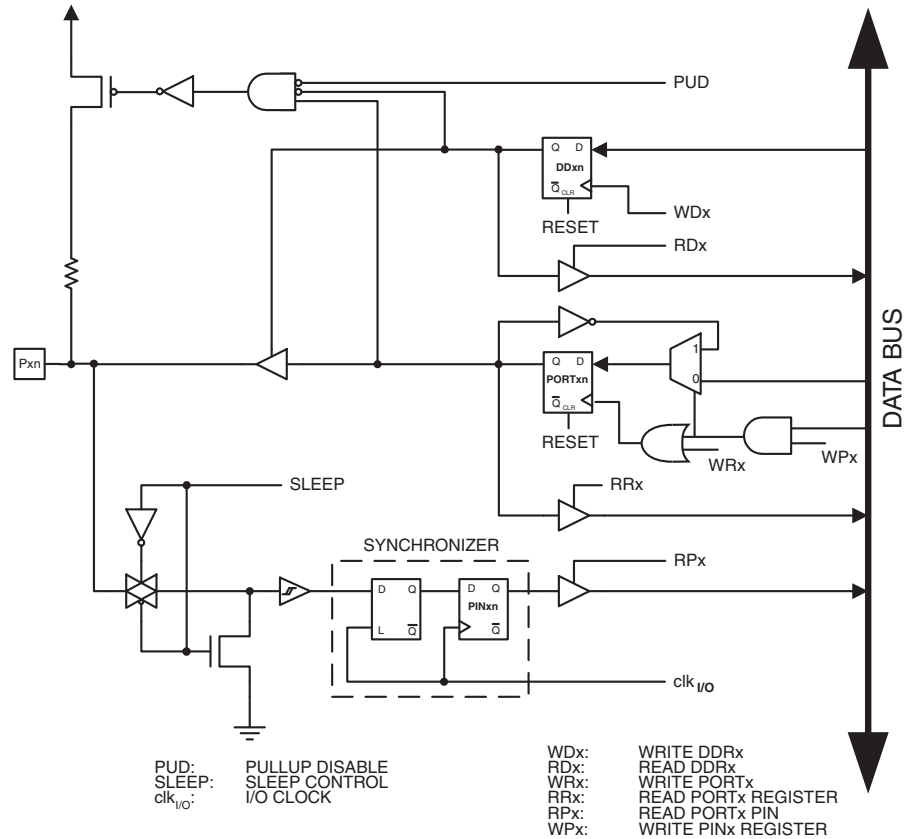 PUD
Q D
DDxn
Q CLR
WDx
RESET
RDx
Pxn
1
Q D
PORTxn
0
Q CLR
RESET
WRx
WPx
DATA BUS
SLEEP
RRx
SYNCHRONIZER
RPx
D Q
D Q
PINxn
L Q
Q
clk I/O
PUD: PULLUP DISABLE
SLEEP: SLEEP CONTROL
clkI/O: I/O CLOCK
WDx: WRITE DDRx
RDx: READ DDRx
WRx: WRITE PORTx
RRx: READ PORTx REGISTER
RPx: READ PORTx PIN
WPx: WRITE PINx REGISTER